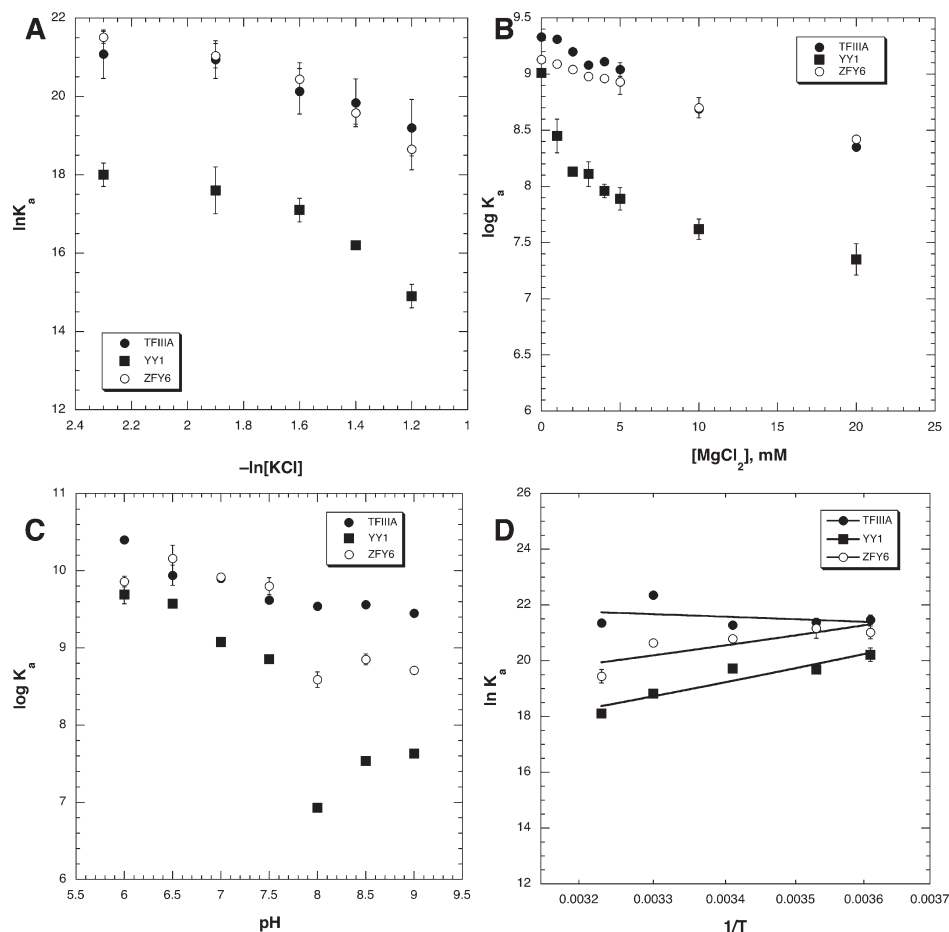 A
22
20
18
16
14
12
lnKa
TFIIIA
YY1
ZFY6
2.4 2.2 2 1.8 1.6 1.4 1.2 1
–ln[KCl]
B
9.5
9
8.5
8
7.5
7
6.5
6
log Ka
TFIIIA
YY1
ZFY6
0 5 10 15 20 25
[MgCl2], mM
C
11
10
9
8
7
6
log Ka
TFIIIA
YY1
ZFY6
5.5 6 6.5 7 7.5 8 8.5 9 9.5
pH
D
26
24
22
20
18
16
14
12
ln Ka
TFIIIA
YY1
ZFY6
0.0032 0.0033 0.0034 0.0035 0.0036 0.0037
1/T